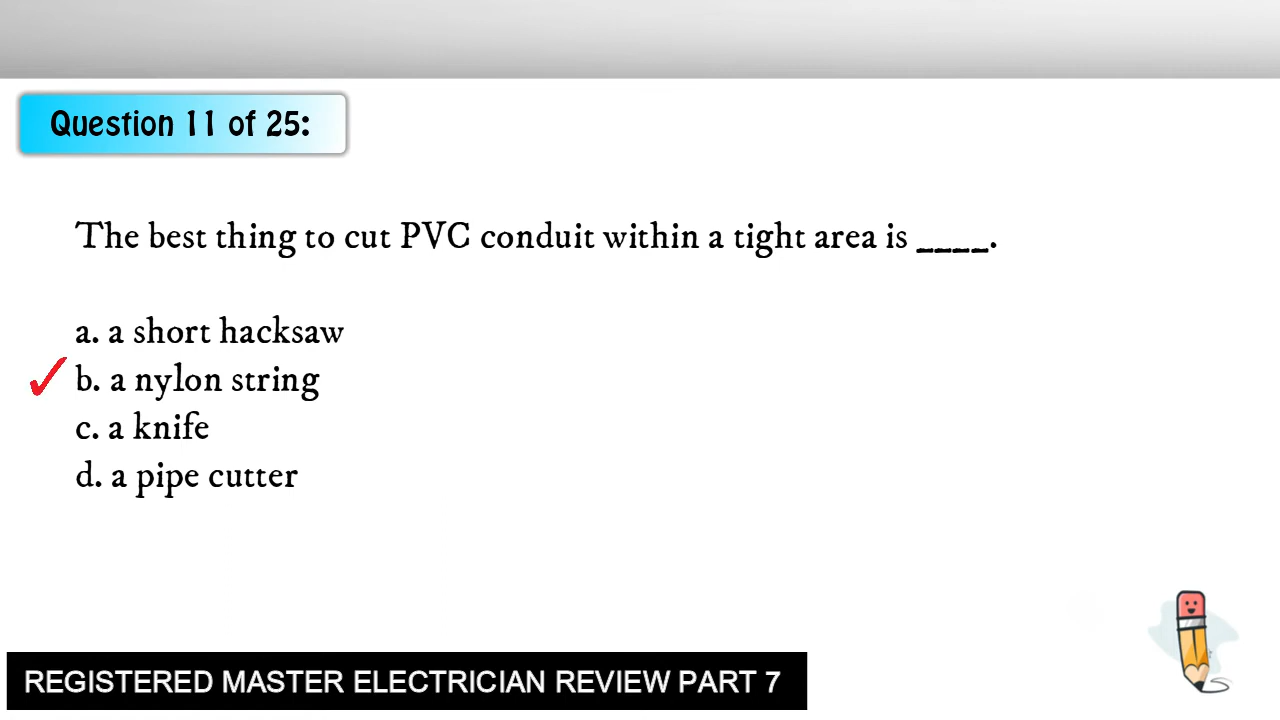 Question 11 of 25:
The best thing to cut PVC conduit within a tight area is ____.
a. a short hacksaw
b. a nylon string
c. a knife
d. a pipe cutter
REGISTERED MASTER ELECTRICIAN REVIEW PART 7